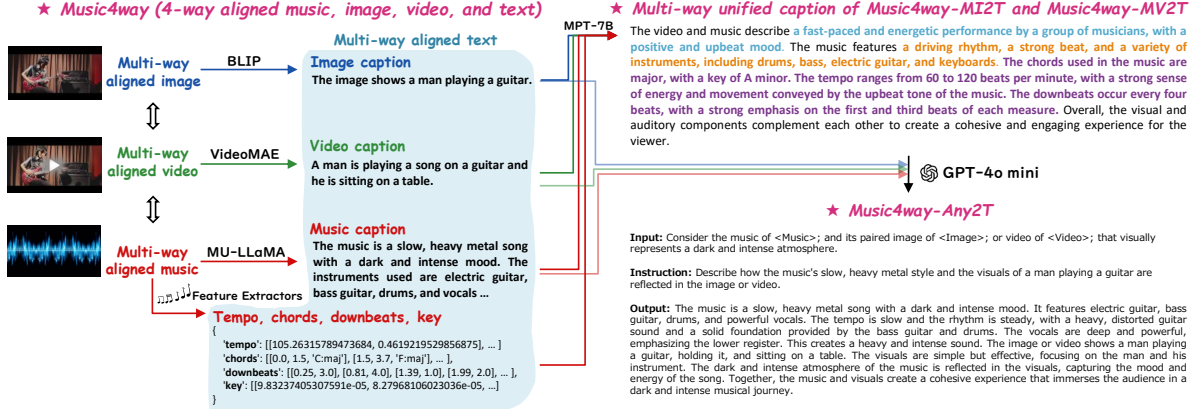 ★ Music4way (4-way aligned music, image, video, and text)
Multi-way aligned text
Multi-way
aligned image
BLIP
Image caption
The image shows a man playing a guitar.
Multi-way
aligned video
VideoMAE
Video caption
A man is playing a song on a guitar and
he is sitting on a table.
Multi-way
aligned music
MU-LLaMA
Music caption
The music is a slow, heavy metal song
with a dark and intense mood. The
instruments used are electric guitar,
bass guitar, drums, and vocals ...
Feature Extractors
Tempo, chords, downbeats, key
{
'tempo': [[105.26315789473684, 0.4619219529856875], ... ]
'chords': [[0.0, 1.5, 'C:maj'], [1.5, 3.7, 'F:maj'], ... ],
'downbeats': [[0.25, 3.0], [0.81, 4.0], [1.39, 1.0], [1.99, 2.0], ... ],
'key': [[9.83237405307591e-05, 8.27968106023036e-05, ...]
}
MPT-7B
★ Multi-way unified caption of Music4way-MI2T and Music4way-MV2T
The video and music describe a fast-paced and energetic performance by a group of musicians, with a
positive and upbeat mood. The music features a driving rhythm, a strong beat, and a variety of
instruments, including drums, bass, electric guitar, and keyboards. The chords used in the music are
major, with a key of A minor. The tempo ranges from 60 to 120 beats per minute, with a strong sense
of energy and movement conveyed by the upbeat tone of the music. The downbeats occur every four
beats, with a strong emphasis on the first and third beats of each measure. Overall, the visual and
auditory components complement each other to create a cohesive and engaging experience for the
viewer.
GPT-4o mini
★ Music4way-Any2T
Input: Consider the music of <Music>; and its paired image of <Image>; or video of <Video>; that visually
represents a dark and intense atmosphere.
Instruction: Describe how the music's slow, heavy metal style and the visuals of a man playing a guitar are
reflected in the image or video.
Output: The music is a slow, heavy metal song with a dark and intense mood. It features electric guitar, bass
guitar, drums, and powerful vocals. The tempo is slow and the rhythm is steady, with a heavy, distorted guitar
sound and a solid foundation provided by the bass guitar and drums. The vocals are deep and powerful,
emphasizing the lower register. This creates a heavy and intense sound. The image or video shows a man playing
a guitar, holding it, and sitting on a table. The visuals are simple but effective, focusing on the man and his
instrument. The dark and intense atmosphere of the music is reflected in the visuals, capturing the mood and
energy of the song. Together, the music and visuals create a cohesive experience that immerses the audience in a
dark and intense musical journey.